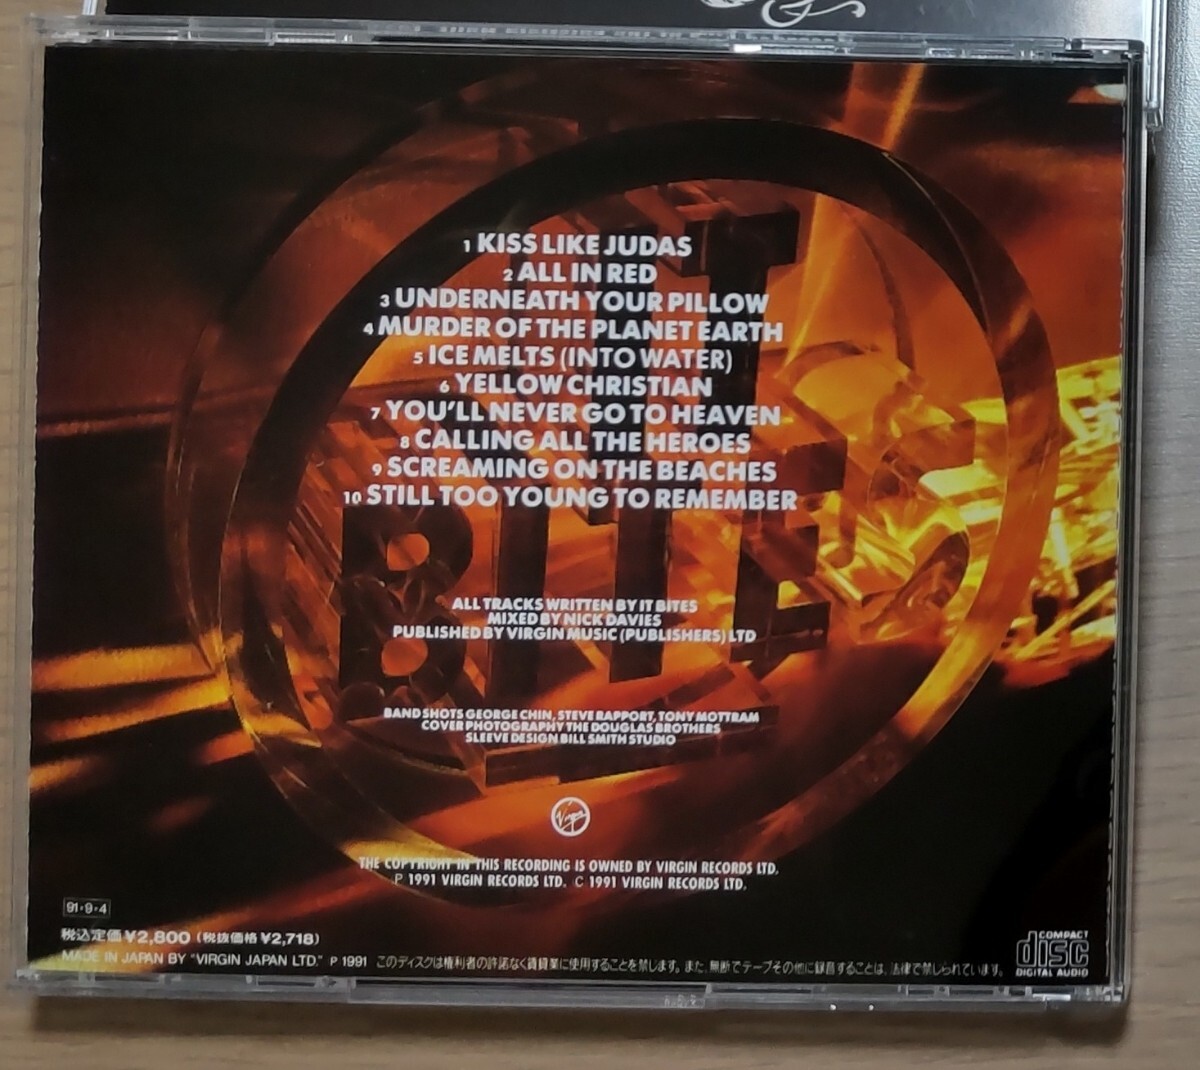 1 KISS LIKE JUDAS
2 ALL IN RED
3 UNDERNEATH YOUR PILLOW
4 MURDER OF THE PLANET EARTH
5 ICE MELTS (INTO WATER)
6 YELLOW CHRISTIAN
7 YOU'LL NEVER GO TO HEAVEN
8 CALLING ALL THE HEROES
9 SCREAMING ON THE BEACHES
10 STILL TOO YOUNG TO REMEMBER
IT
BITES
ALL TRACKS WRITTEN BY IT BITES
MIXED BY NICK DAVIES
PUBLISHED BY VIRGIN MUSIC (PUBLISHERS) LTD
BAND SHOTS GEORGE CHIN, STEVE RAPPORT, TONY MOTTRAM
COVER PHOTOGRAPHY THE DOUGLAS BROTHERS
SLEEVE DESIGN BILL SMITH STUDIO
Virgin
THE COPYRIGHT IN THIS RECORDING IS OWNED BY VIRGIN RECORDS LTD.
P 1991 VIRGIN RECORDS LTD. C 1991 VIRGIN RECORDS LTD.
91・9・4
税込定価¥2,800 (税抜価格¥2,718)
MADE IN JAPAN BY "VIRGIN JAPAN LTD." P 1991 このディスクは権利者の許諾なく賃貸業に使用することを禁じます。また、無断でテープその他に録音することは、法律で禁じられています。
COMPACT
disc
DIGITAL AUDIO